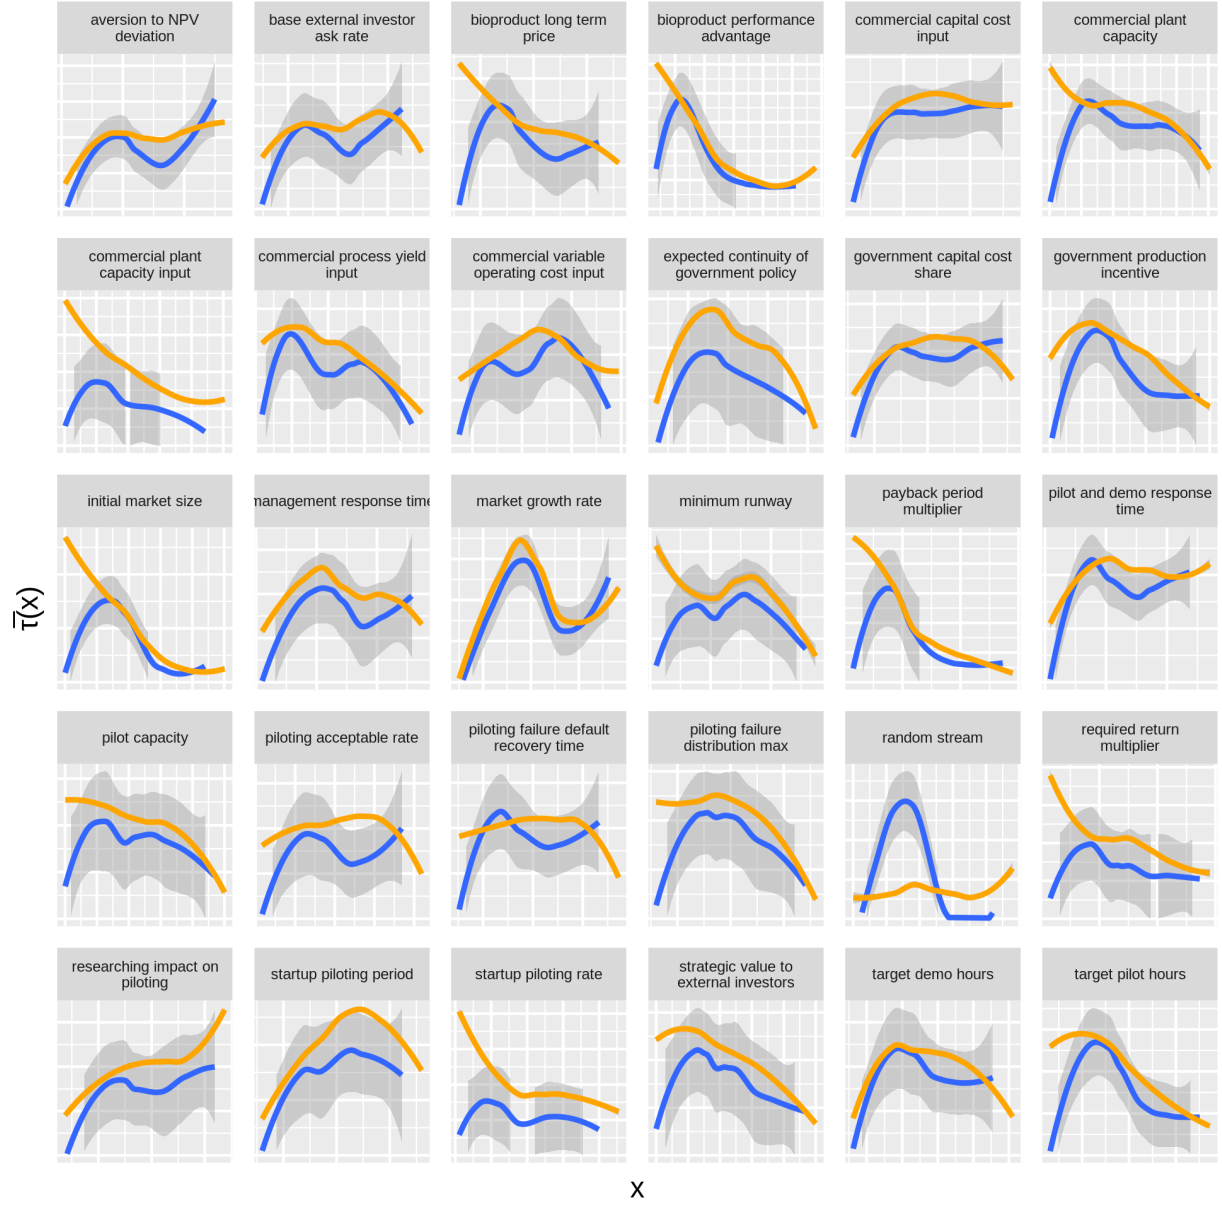 aversion to NPV
deviation
base external investor
ask rate
bioproduct long term
price
bioproduct performance
advantage
commercial capital cost
input
commercial plant
capacity
commercial plant
capacity input
commercial process yield
input
commercial variable
operating cost input
expected continuity of
government policy
government capital cost
share
government production
incentive
initial market size
management response time
market growth rate
minimum runway
payback period
multiplier
pilot and demo response
time
pilot capacity
piloting acceptable rate
piloting failure default
recovery time
piloting failure
distribution max
random stream
required return
multiplier
researching impact on
piloting
startup piloting period
startup piloting rate
strategic value to
external investors
target demo hours
target pilot hours
τ̅(x)
x